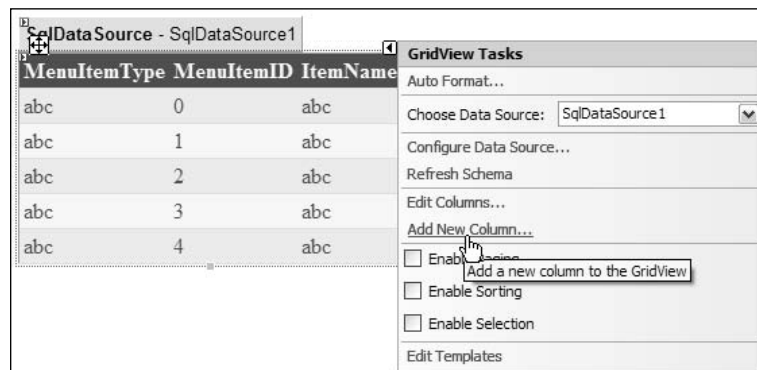 SqlDataSource - SqlDataSource1
MenuItemType MenuItemID ItemName
abc 0 abc
abc 1 abc
abc 2 abc
abc 3 abc
abc 4 abc
GridView Tasks
Auto Format...
Choose Data Source: SqlDataSource1
Configure Data Source...
Refresh Schema
Edit Columns...
Add New Column...
Enable Paging
Add a new column to the GridView
Enable Sorting
Enable Selection
Edit Templates